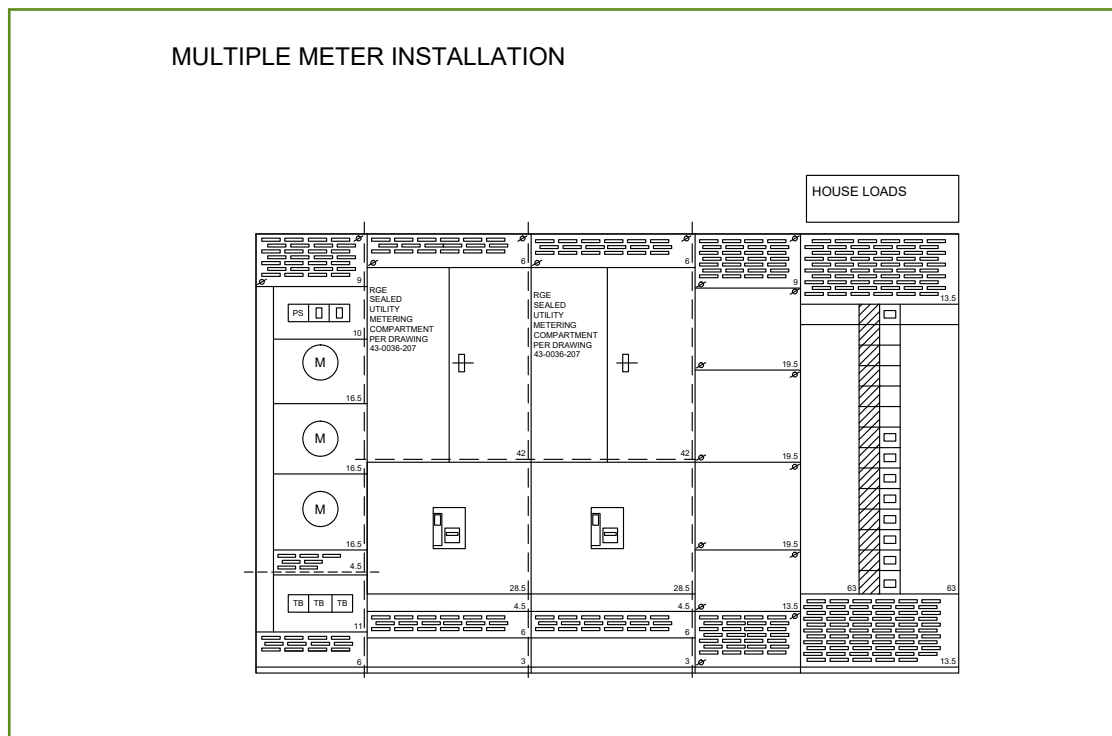 MULTIPLE METER INSTALLATION
HOUSE LOADS
9
PS
10
M
16.5
M
16.5
M
16.5
4.5
TB TB TB
11
6
6
RGE
SEALED
UTILITY
METERING
COMPARTMENT
PER DRAWING
43-0036-207
42
28.5
4.5
6
3
6
RGE
SEALED
UTILITY
METERING
COMPARTMENT
PER DRAWING
43-0036-207
42
28.5
4.5
6
3
9
19.5
19.5
19.5
13.5
13.5
63
63
13.5